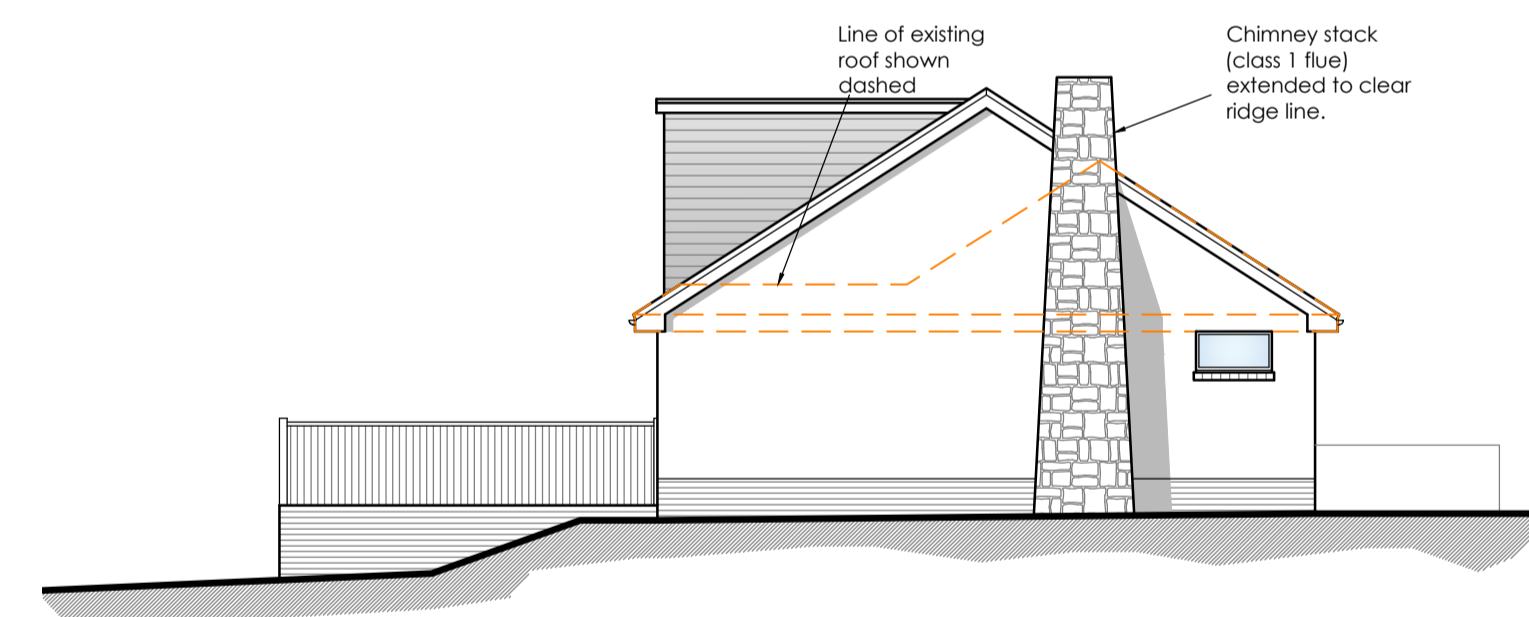 Line of existing
roof shown
dashed
Chimney stack
(class 1 flue)
extended to clear
ridge line.